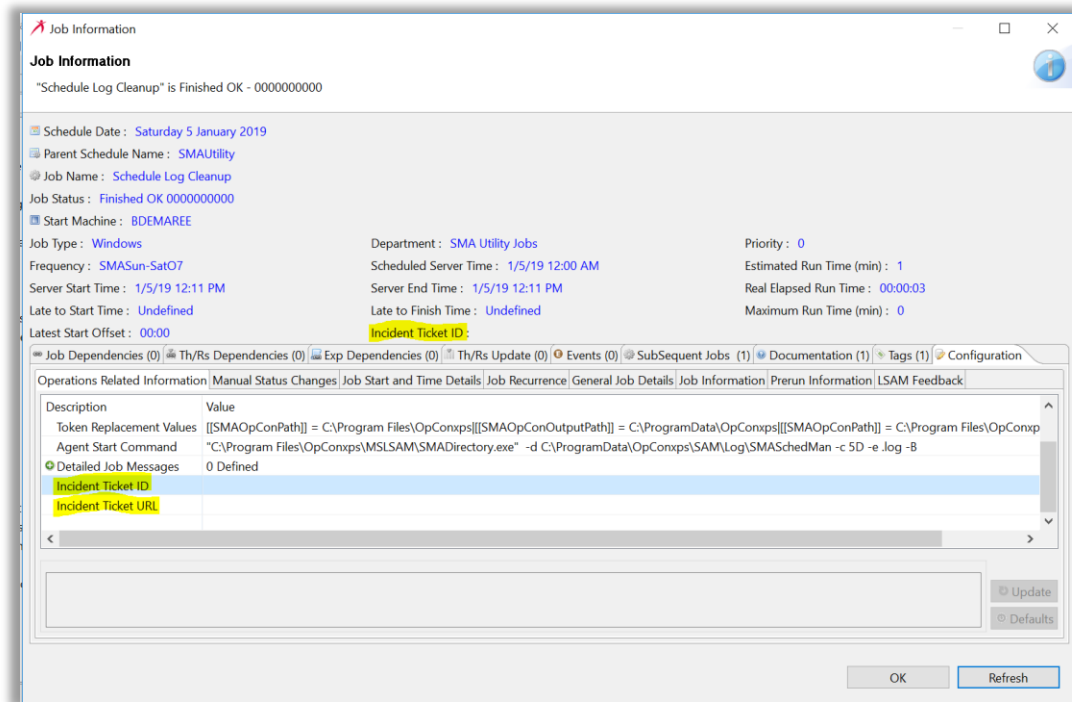 Job Information
Job Information
"Schedule Log Cleanup" is Finished OK - 0000000000
Schedule Date : Saturday 5 January 2019
Parent Schedule Name : SMAUtility
Job Name : Schedule Log Cleanup
Job Status : Finished OK 0000000000
Start Machine : BDEMAREE
Job Type : Windows Department : SMA Utility Jobs Priority : 0
Frequency : SMASun-SatO7 Scheduled Server Time : 1/5/19 12:00 AM Estimated Run Time (min) : 1
Server Start Time : 1/5/19 12:11 PM Server End Time : 1/5/19 12:11 PM Real Elapsed Run Time : 00:00:03
Late to Start Time : Undefined Late to Finish Time : Undefined Maximum Run Time (min) : 0
Latest Start Offset : 00:00 Incident Ticket ID :
Job Dependencies (0) Th/Rs Dependencies (0) Exp Dependencies (0) Th/Rs Update (0) Events (0) SubSequent Jobs (1) Documentation (1) Tags (1) Configuration
Operations Related Information Manual Status Changes Job Start and Time Details Job Recurrence General Job Details Job Information Prerun Information LSAM Feedback
Description Value
Token Replacement Values [[SMAOpConPath]] = C:\Program Files\OpConxps|[[SMAOpConOutputPath]] = C:\ProgramData\OpConxps|[[SMAOpConPath]] = C:\Program Files\OpConxp
Agent Start Command "C:\Program Files\OpConxps\MSLSAM\SMADirectory.exe" -d C:\ProgramData\OpConxps\SAM\Log\SMASchedMan -c 5D -e .log -B
Detailed Job Messages 0 Defined
Incident Ticket ID
Incident Ticket URL
Update
Defaults
OK Refresh